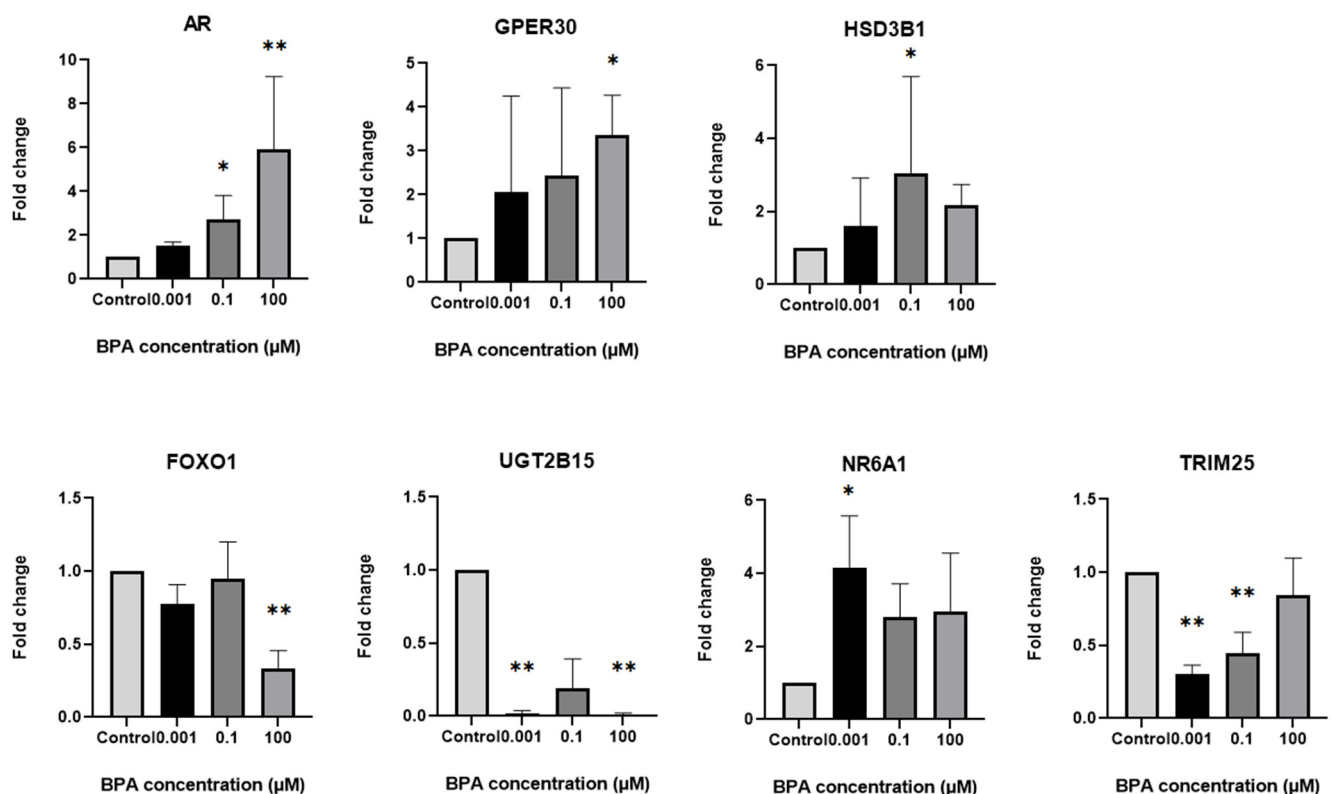 AR
**
*
10
8
6
4
2
0
Fold change
Control 0.001 0.1 100
BPA concentration (µM)
GPER30
*
5
4
3
2
1
0
Fold change
Control 0.001 0.1 100
BPA concentration (µM)
HSD3B1
*
6
4
2
0
Fold change
Control 0.001 0.1 100
BPA concentration (µM)
FOXO1
1.5
1.0
0.5
0.0
**
Fold change
Control 0.001 0.1 100
BPA concentration (µM)
UGT2B15
1.5
1.0
0.5
0.0
** **
Fold change
Control 0.001 0.1 100
BPA concentration (µM)
NR6A1
*
6
4
2
0
Fold change
Control 0.001 0.1 100
BPA concentration (µM)
TRIM25
1.5
1.0
0.5
0.0
**
**
Fold change
Control 0.001 0.1 100
BPA concentration (µM)